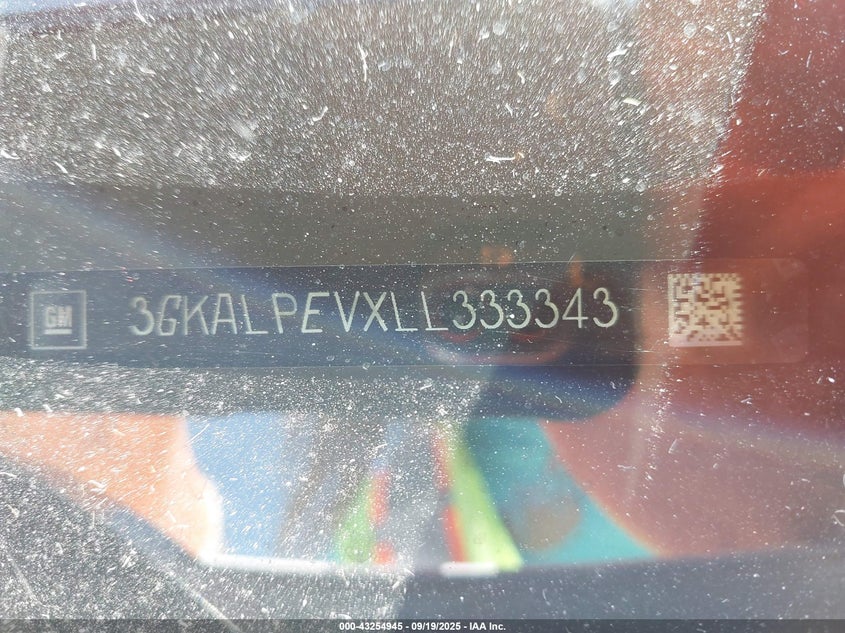 GM 3GKALPEVXLL333343
000-43254945 - 09/19/2025 - IAA Inc.